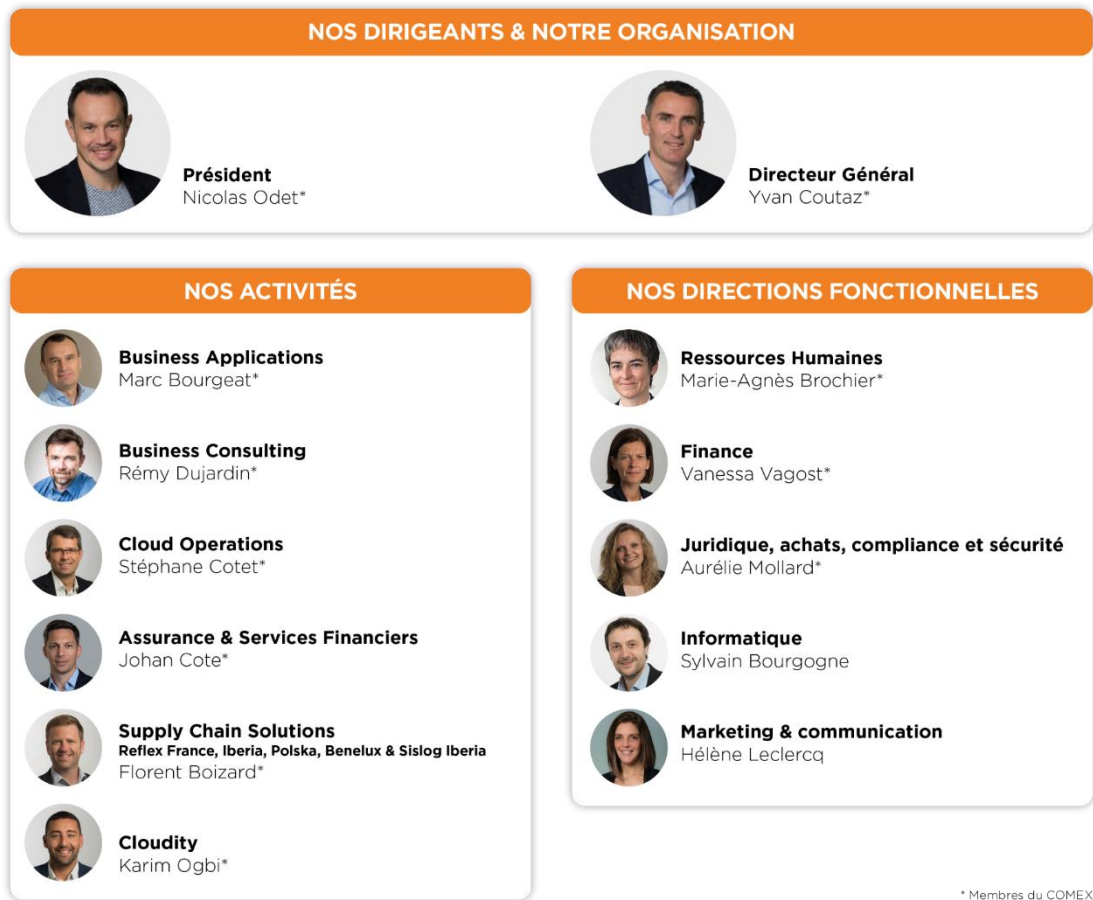 NOS DIRIGEANTS & NOTRE ORGANISATION
Président
Nicolas Odet*
Directeur Général
Yvan Coutaz*
NOS ACTIVITÉS
Business Applications
Marc Bourgeat*
Business Consulting
Rémy Dujardin*
Cloud Operations
Stéphane Cotet*
Assurance & Services Financiers
Johan Cote*
Supply Chain Solutions
Reflex France, Iberia, Polska, Benelux & Sislog Iberia
Florent Boizard*
Cloudity
Karim Ogbi*
NOS DIRECTIONS FONCTIONNELLES
Ressources Humaines
Marie-Agnès Brochier*
Finance
Vanessa Vagost*
Juridique, achats, compliance et sécurité
Aurélie Mollard*
Informatique
Sylvain Bourgogne
Marketing & communication
Hélène Leclercq
* Membres du COMEX